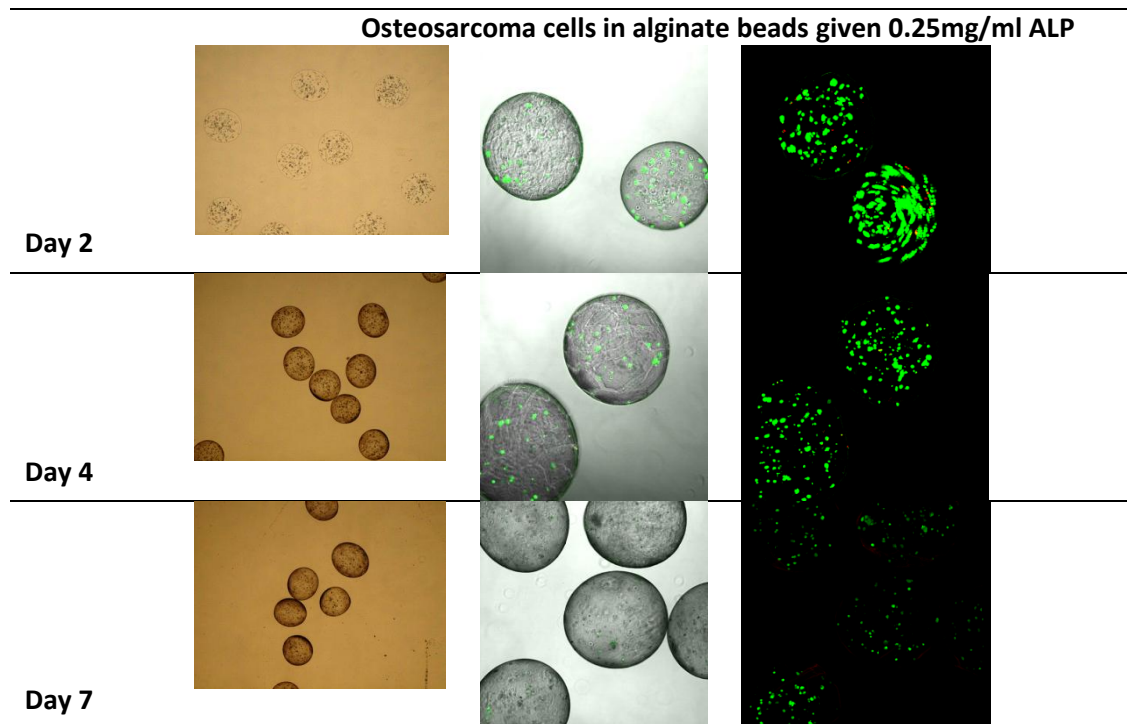 Osteosarcoma cells in alginate beads given 0.25mg/ml ALP
Day 2
Day 4
Day 7